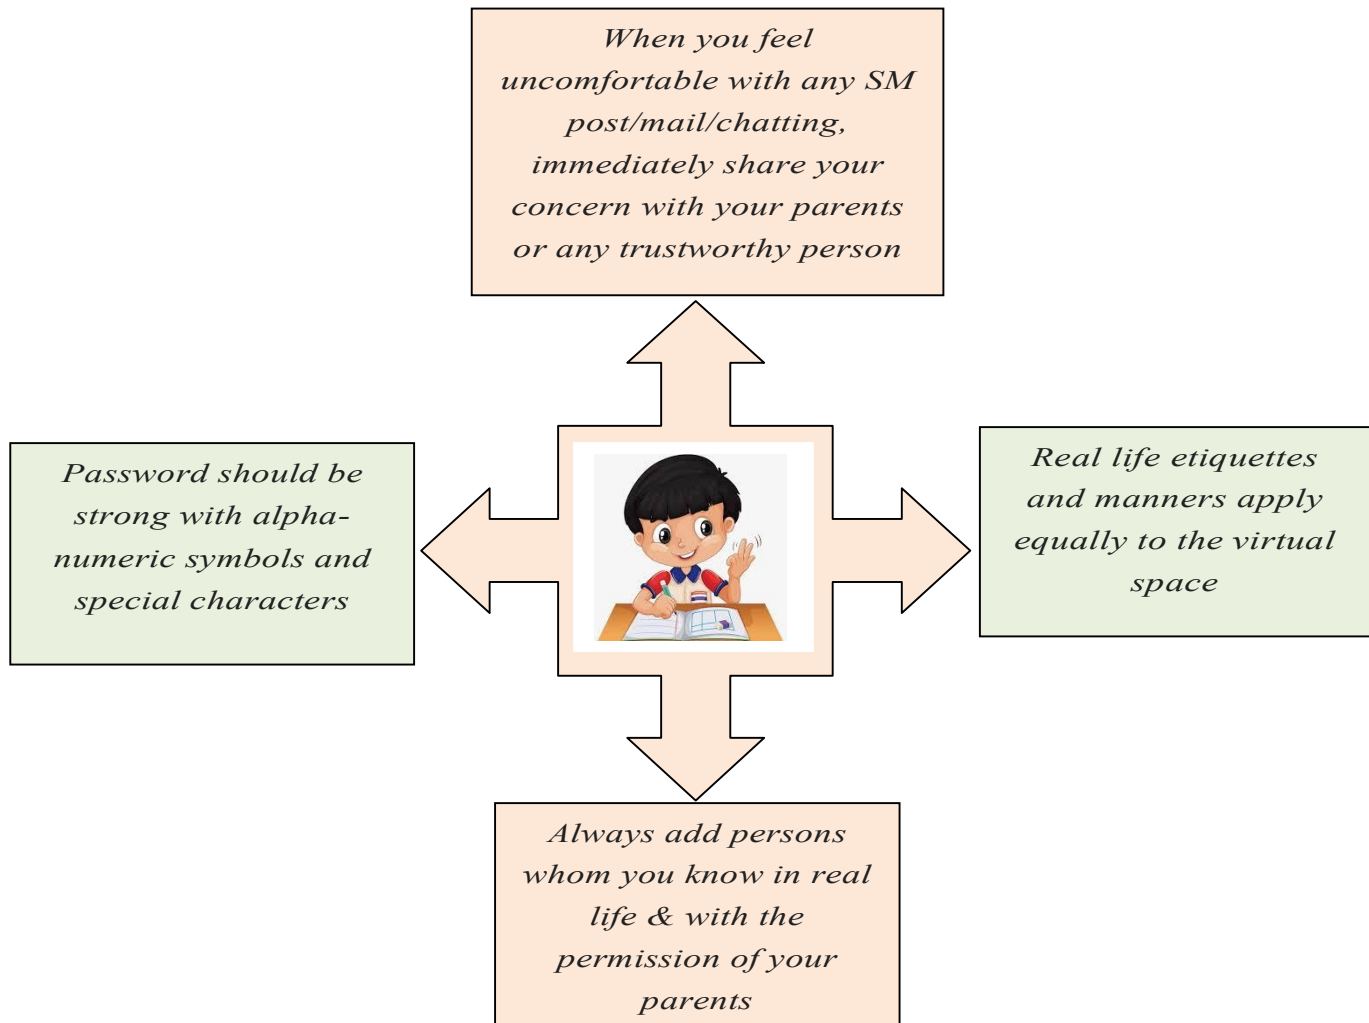 When you feel
uncomfortable with any SM
post/mail/chatting,
immediately share your
concern with your parents
or any trustworthy person
Password should be
strong with alpha-
numeric symbols and
special characters
Real life etiquettes
and manners apply
equally to the virtual
space
Always add persons
whom you know in real
life & with the
permission of your
parents